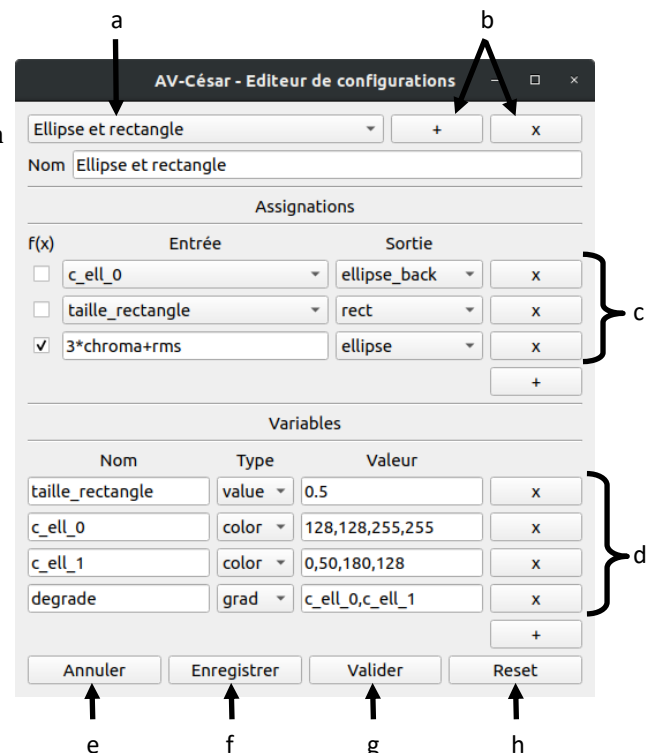 a b
AV-César - Editeur de configurations - □ ×
Ellipse et rectangle + x
Nom Ellipse et rectangle
Assignations
f(x) Entrée Sortie
c_ell_0 ellipse_back x
taille_rectangle rect x
c
3*chroma+rms ellipse x
+
Variables
Nom Type Valeur
taille_rectangle value 0.5 x
c_ell_0 color 128,128,255,255 x
d
c_ell_1 color 0,50,180,128 x
degrade grad c_ell_0,c_ell_1 x
+
Annuler Enregistrer Valider Reset
e f g h